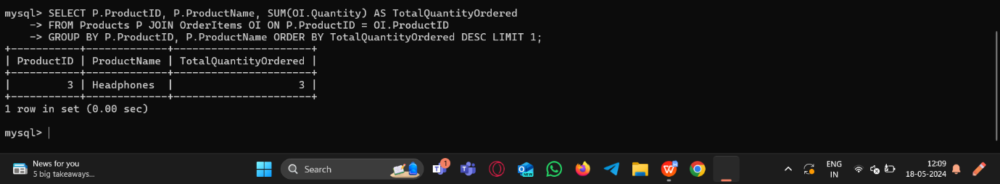 mysql> SELECT P.ProductID, P.ProductName, SUM(OI.Quantity) AS TotalQuantityOrdered
    -> FROM Products P JOIN OrderItems OI ON P.ProductID = OI.ProductID
    -> GROUP BY P.ProductID, P.ProductName ORDER BY TotalQuantityOrdered DESC LIMIT 1;
+-----------+-------------+----------------------+
| ProductID | ProductName | TotalQuantityOrdered |
+-----------+-------------+----------------------+
|         3 | Headphones  |                    3 |
+-----------+-------------+----------------------+
1 row in set (0.00 sec)
mysql>
News for you
5 big takeaways...
Search
1
NEW
ENG
IN
12:09
18-05-2024